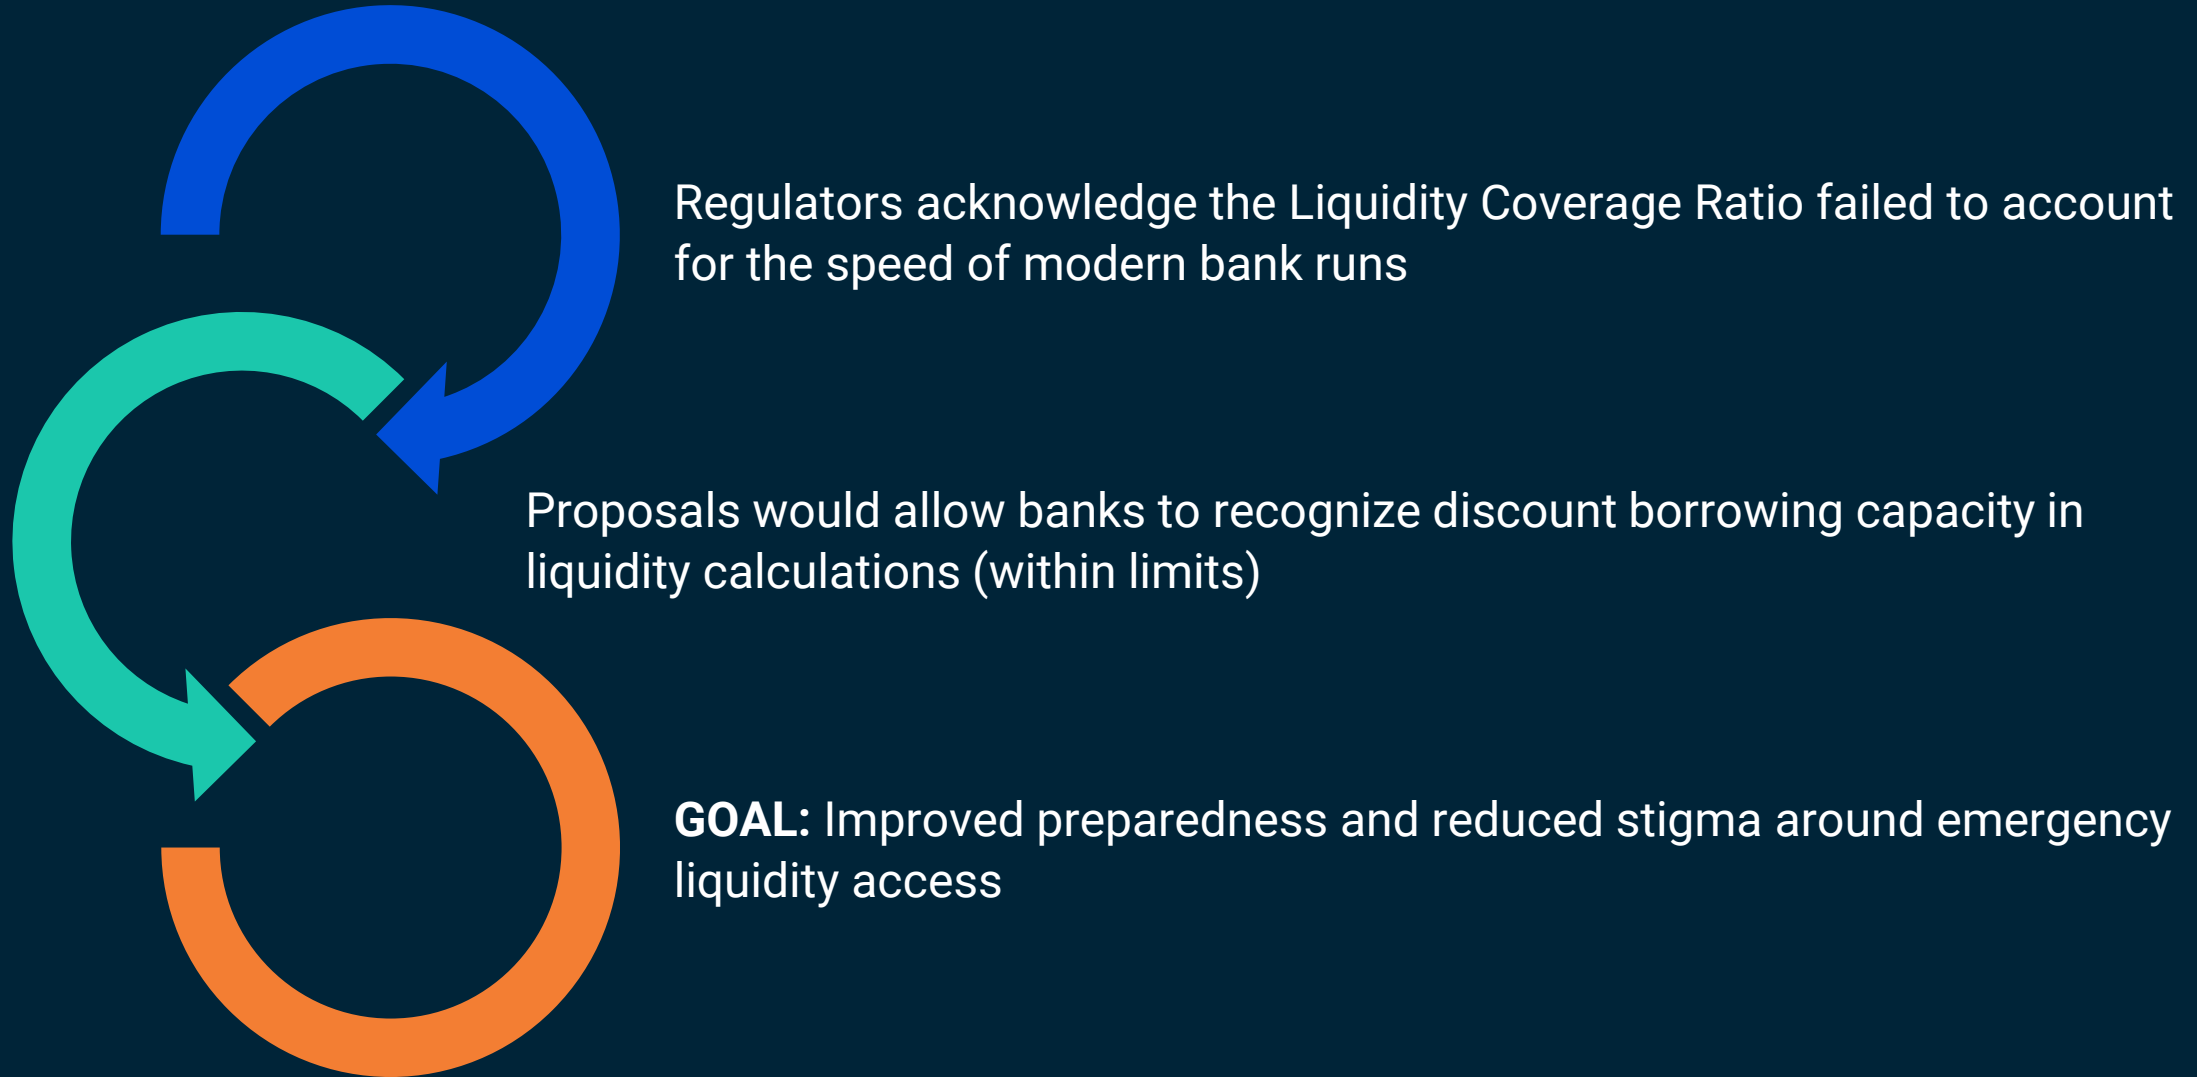 Regulators acknowledge the Liquidity Coverage Ratio failed to account
for the speed of modern bank runs
Proposals would allow banks to recognize discount borrowing capacity in
liquidity calculations (within limits)
GOAL: Improved preparedness and reduced stigma around emergency
liquidity access